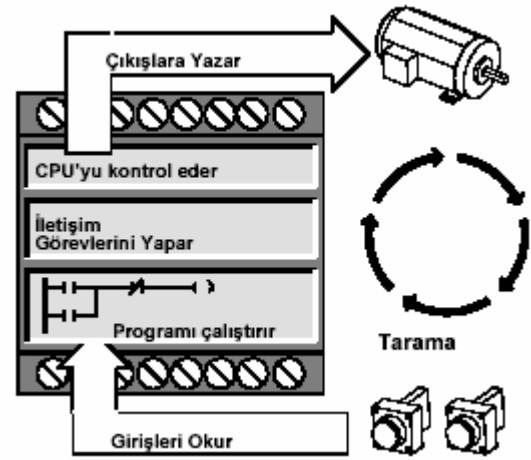 Çıkışlara Yazar
CPU'yu kontrol eder
İletişim
Görevlerini Yapar
Programı çalıştırır
Tarama
Girişleri Okur